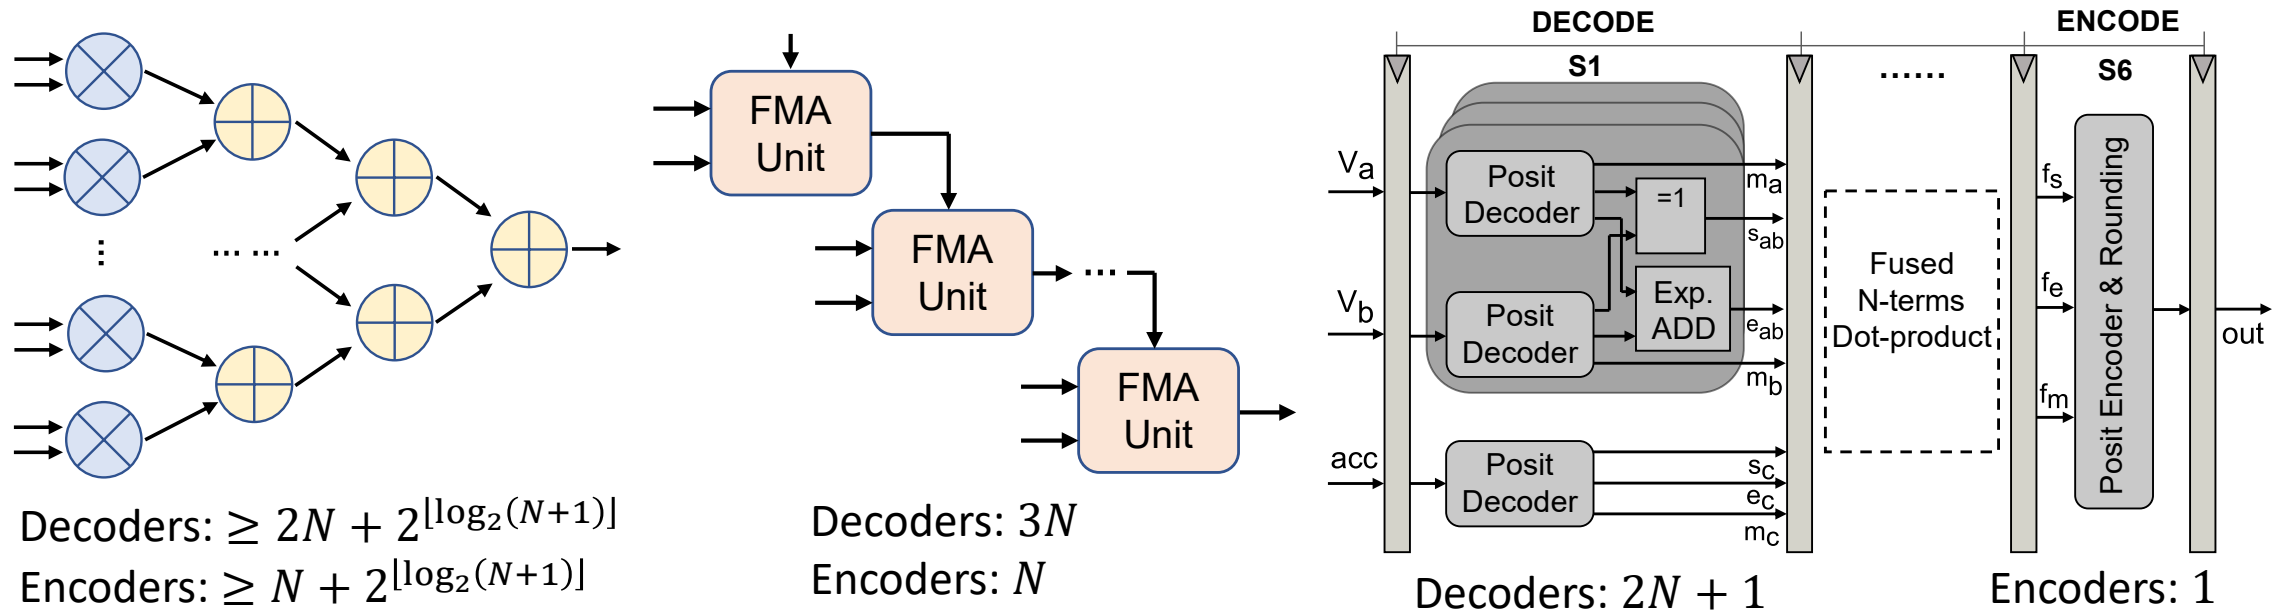 ⋮
... ...
Decoders: ≥ 2N + 2^⌊log₂(N+1)⌋
Encoders: ≥ N + 2^⌊log₂(N+1)⌋
FMA
Unit
FMA
Unit
...
FMA
Unit
Decoders: 3N
Encoders: N
DECODE
ENCODE
S1
......
S6
Va
Vb
acc
Posit
Decoder
Posit
Decoder
=1
Exp.
ADD
Posit
Decoder
ma
sab
eab
mb
sc
ec
mc
Fused
N-terms
Dot-product
fs
fe
fm
Posit Encoder & Rounding
out
Decoders: 2N + 1
Encoders: 1